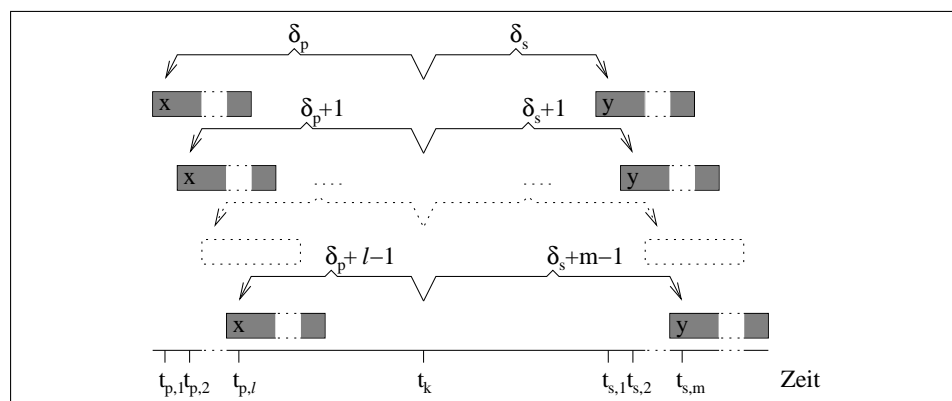 δp δs
x y
δp+1 δs+1
x .... .... y
δp+l−1 δs+m−1
x y
tp,1 tp,2 tp,l tk ts,1 ts,2 ts,m Zeit